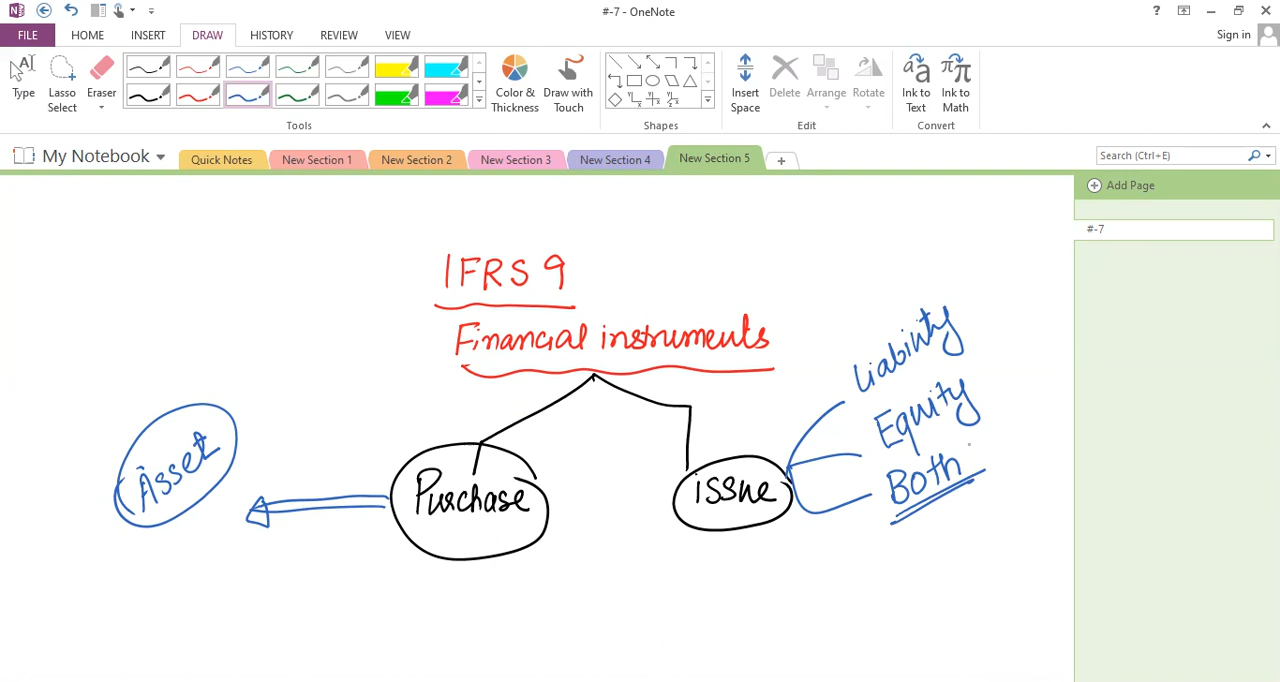 #-7 - OneNote
?
FILE
HOME
INSERT
DRAW
HISTORY
REVIEW
VIEW
Sign in
Type
Lasso Select
Eraser
Color & Thickness
Draw with Touch
Insert Space
Delete
Arrange
Rotate
Ink to Text
Ink to Math
Tools
Shapes
Edit
Convert
My Notebook
Quick Notes
New Section 1
New Section 2
New Section 3
New Section 4
New Section 5
Search (Ctrl+E)
Add Page
#-7
IFRS 9
Financial instruments
Liability
Equity
Both
Asset
Purchase
issue